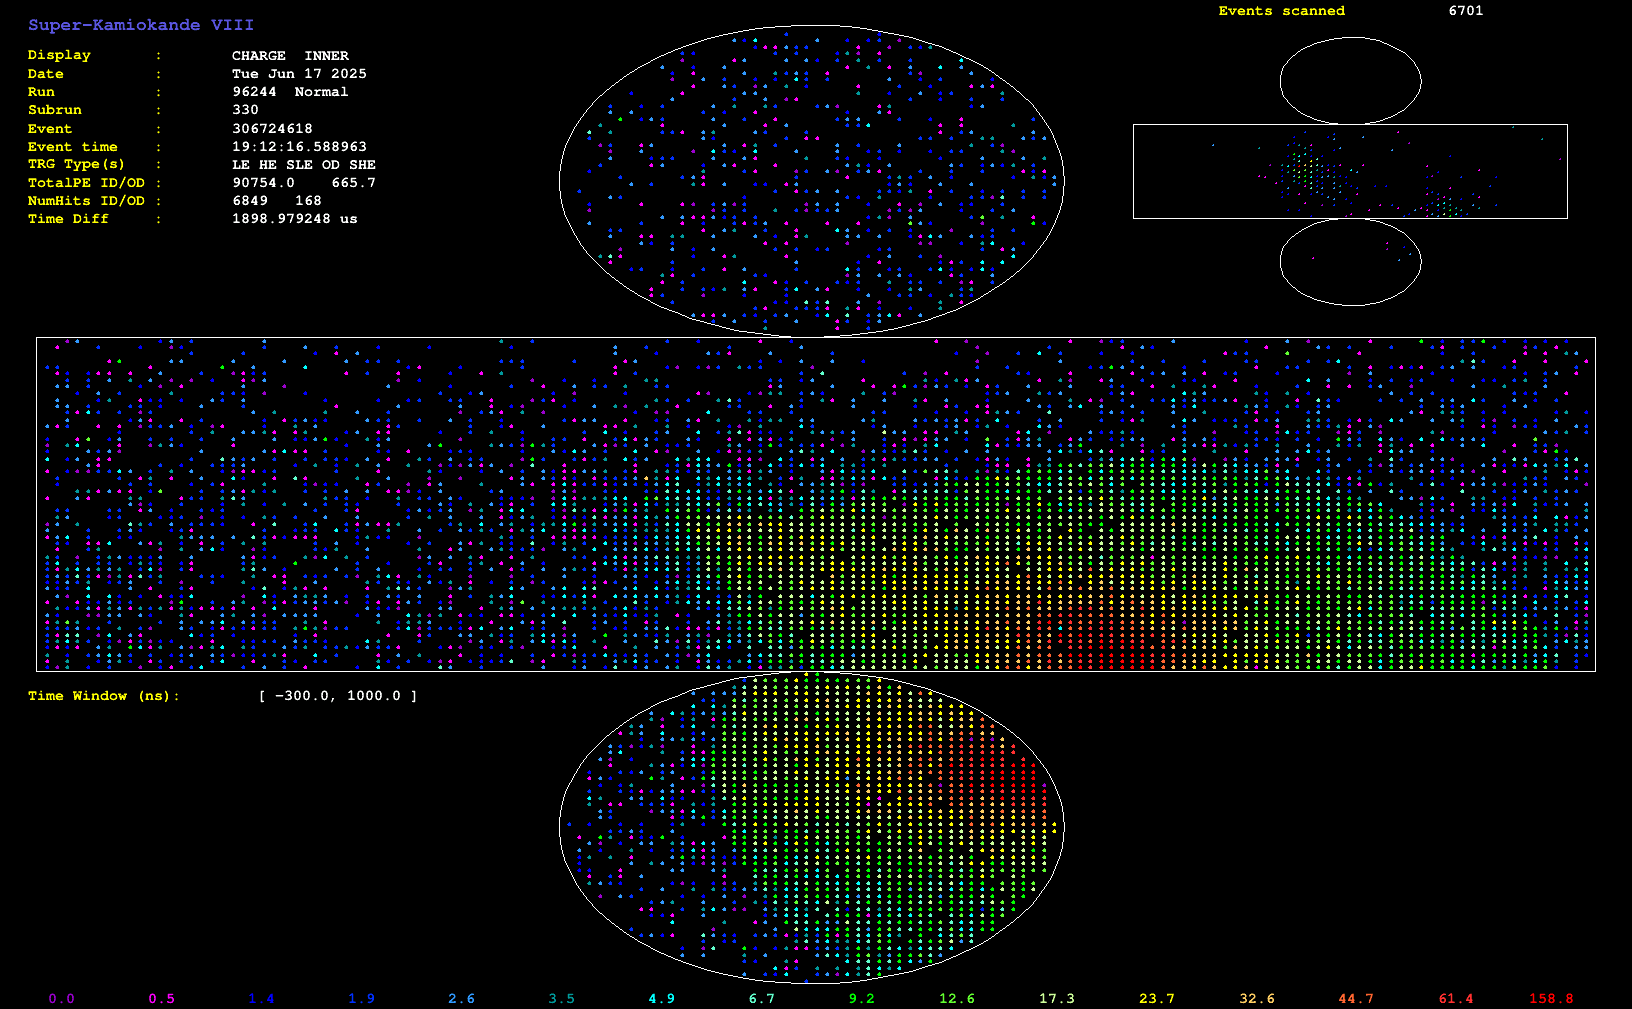 Super-Kamiokande VIII
Events scanned 6701
Display : CHARGE INNER
Date : Tue Jun 17 2025
Run : 96244 Normal
Subrun : 330
Event : 306724618
Event time : 19:12:16.588963
TRG Type(s) : LE HE SLE OD SHE
TotalPE ID/OD : 90754.0 665.7
NumHits ID/OD : 6849 168
Time Diff : 1898.979248 us
Time Window (ns): [ -300.0, 1000.0 ]
0.0 0.5 1.4 1.9 2.6 3.5 4.9 6.7 9.2 12.6 17.3 23.7 32.6 44.7 61.4 158.8